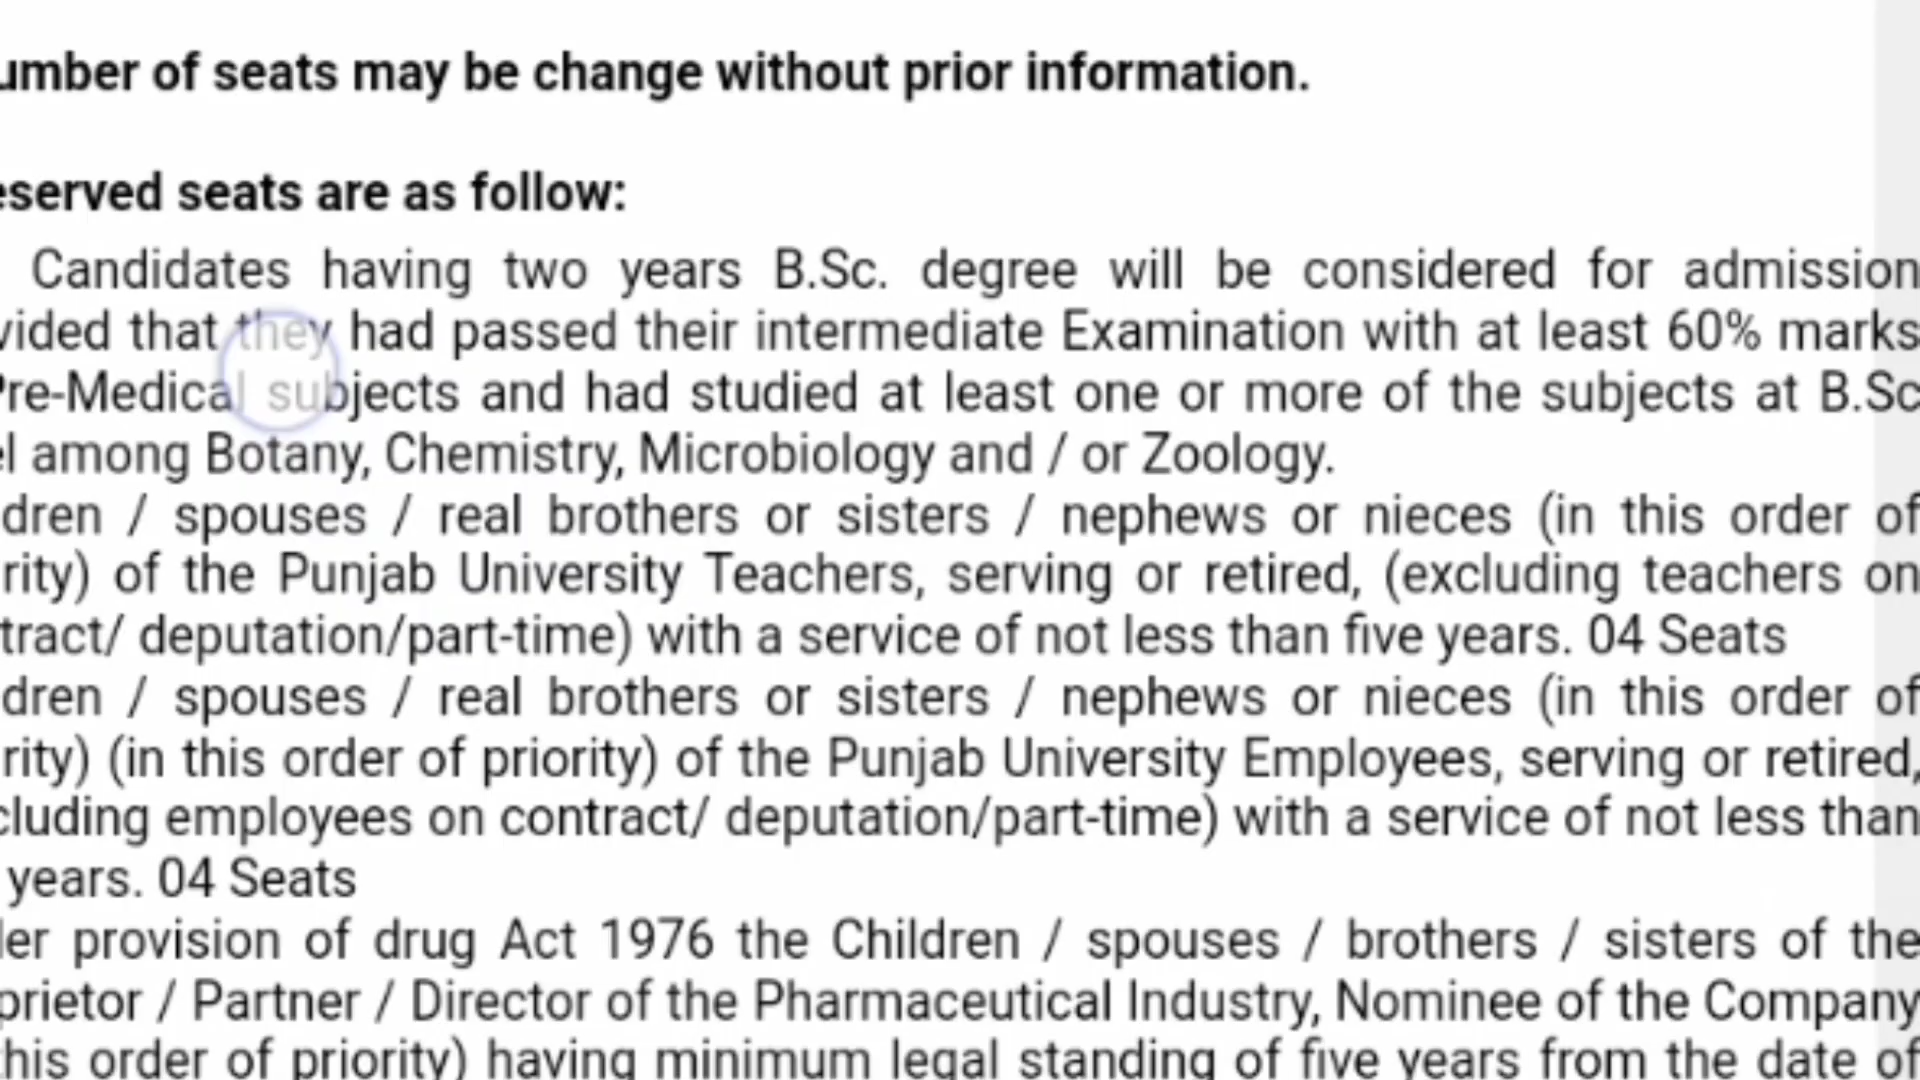 umber of seats may be change without prior information.
eserved seats are as follow:
Candidates having two years B.Sc. degree will be considered for admission
vided that they had passed their intermediate Examination with at least 60% marks
Pre-Medical subjects and had studied at least one or more of the subjects at B.Sc
el among Botany, Chemistry, Microbiology and / or Zoology.
dren / spouses / real brothers or sisters / nephews or nieces (in this order of
rity) of the Punjab University Teachers, serving or retired, (excluding teachers on
tract/ deputation/part-time) with a service of not less than five years. 04 Seats
dren / spouses / real brothers or sisters / nephews or nieces (in this order of
rity) (in this order of priority) of the Punjab University Employees, serving or retired,
cluding employees on contract/ deputation/part-time) with a service of not less than
years. 04 Seats
der provision of drug Act 1976 the Children / spouses / brothers / sisters of the
prietor / Partner / Director of the Pharmaceutical Industry, Nominee of the Company
this order of priority) having minimum legal standing of five years from the date of